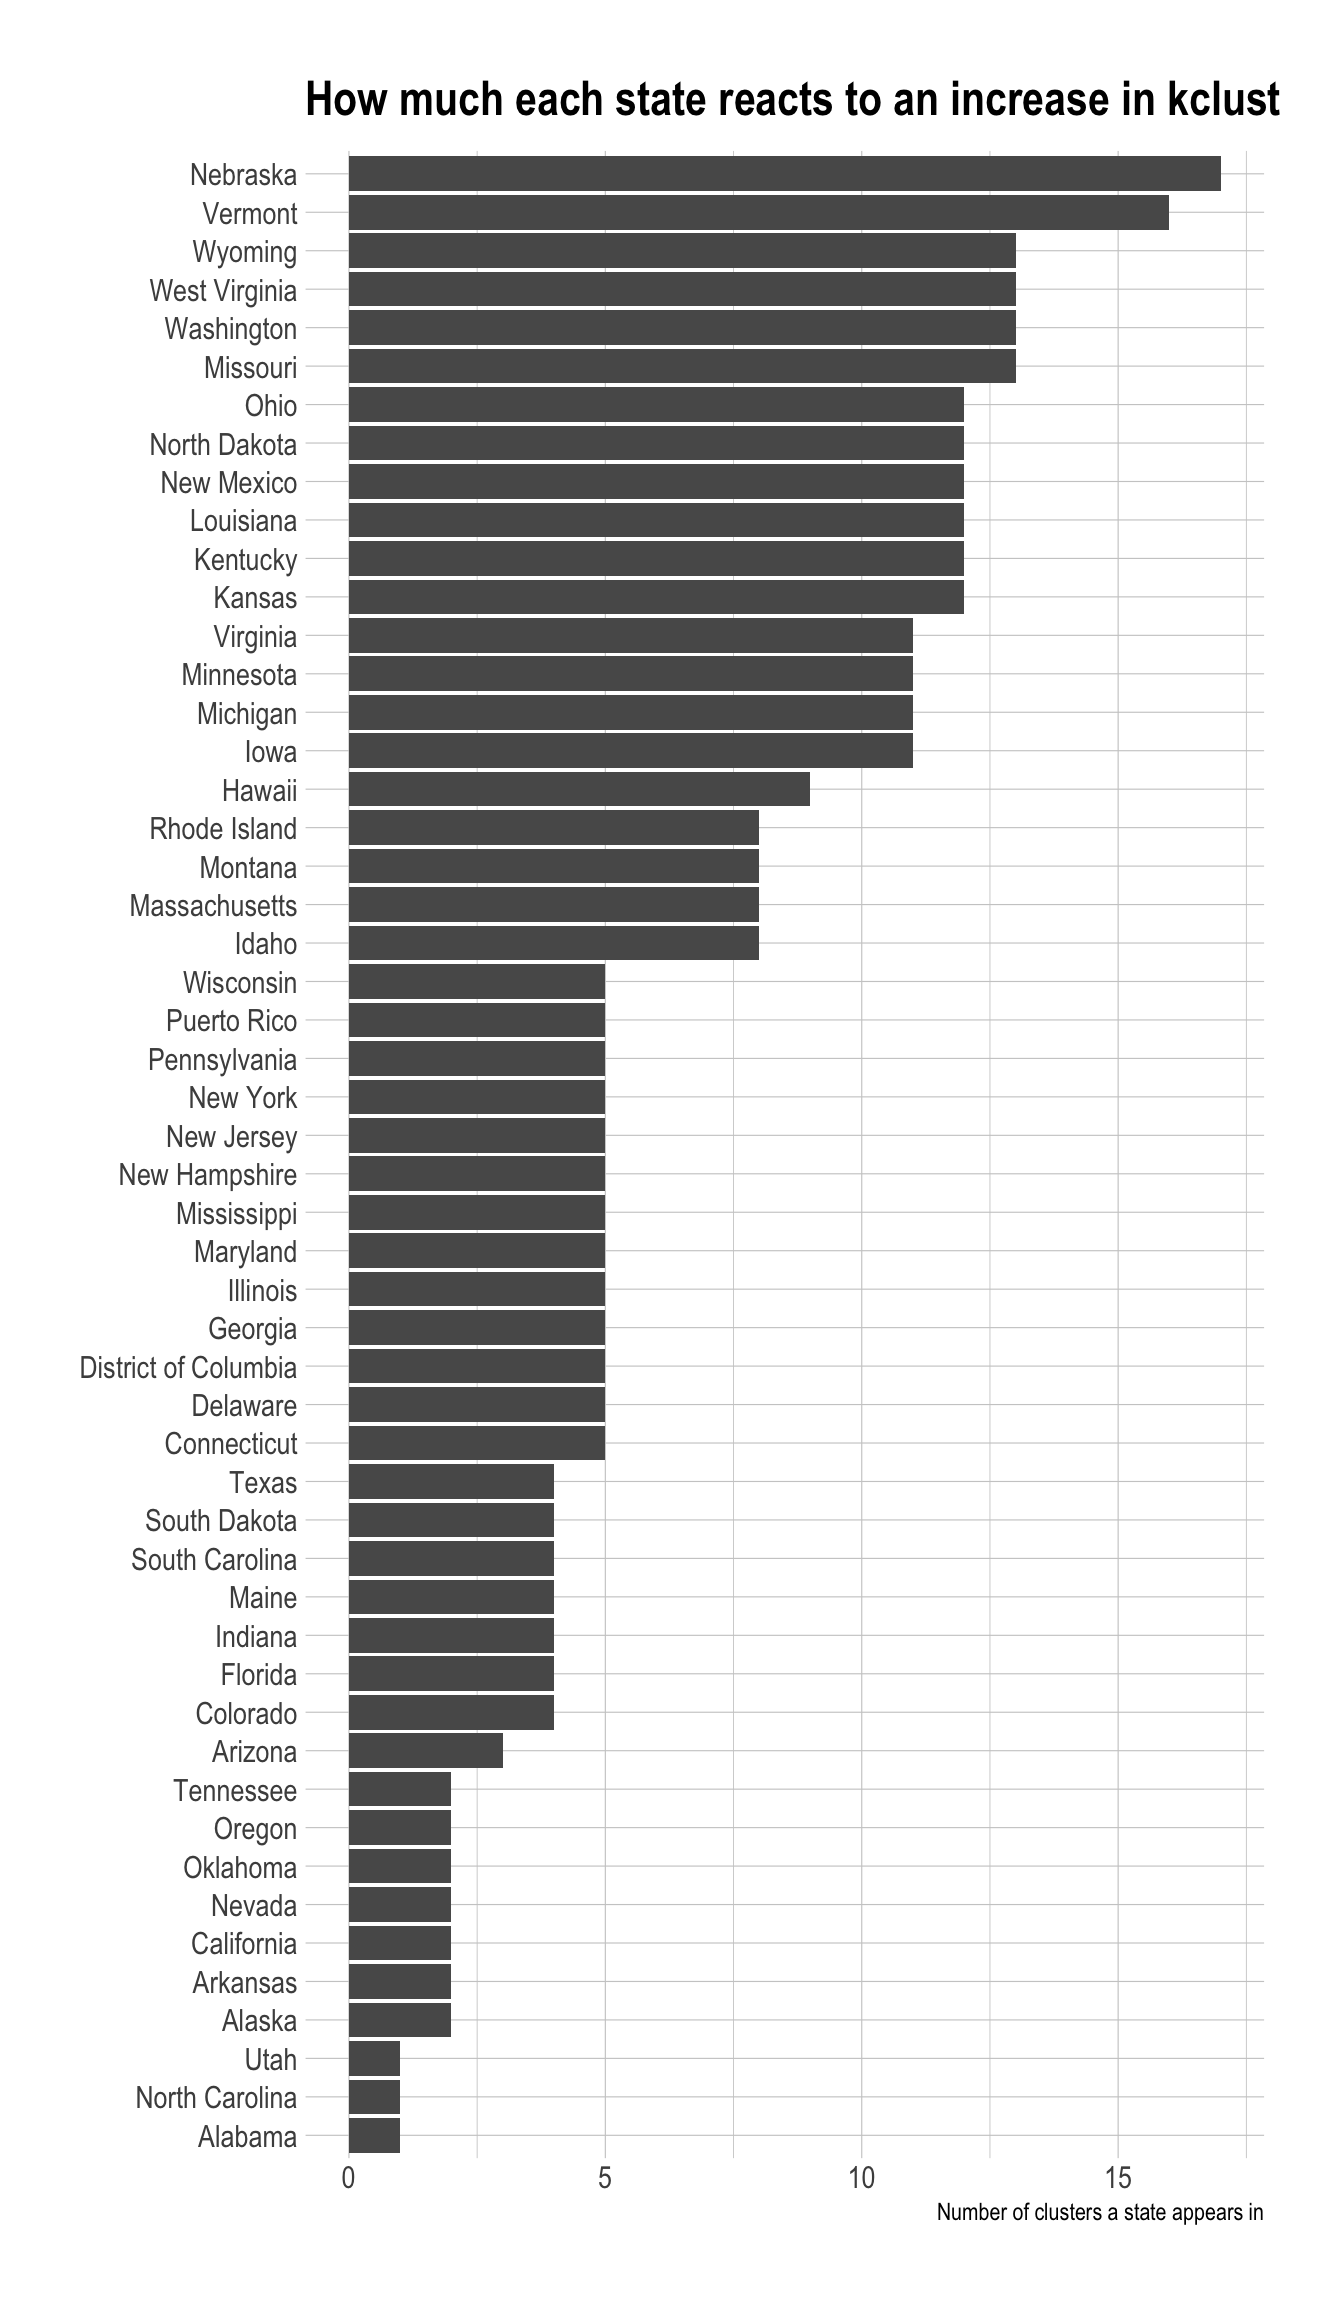 How much each state reacts to an increase in kclust
Nebraska
Vermont
Wyoming
West Virginia
Washington
Missouri
Ohio
North Dakota
New Mexico
Louisiana
Kentucky
Kansas
Virginia
Minnesota
Michigan
Iowa
Hawaii
Rhode Island
Montana
Massachusetts
Idaho
Wisconsin
Puerto Rico
Pennsylvania
New York
New Jersey
New Hampshire
Mississippi
Maryland
Illinois
Georgia
District of Columbia
Delaware
Connecticut
Texas
South Dakota
South Carolina
Maine
Indiana
Florida
Colorado
Arizona
Tennessee
Oregon
Oklahoma
Nevada
California
Arkansas
Alaska
Utah
North Carolina
Alabama
0 5 10 15
Number of clusters a state appears in